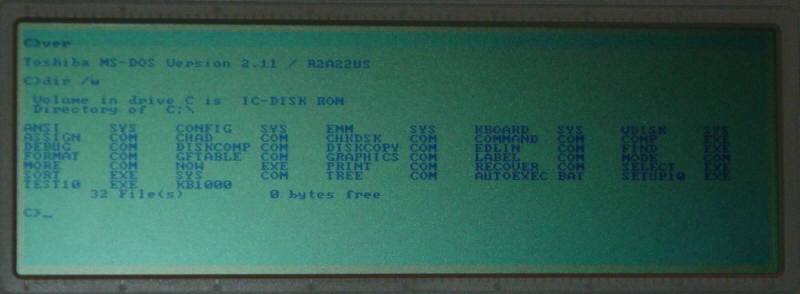 C>ver
Toshiba MS-DOS Version 2.11 / R2A22US
C>dir /w
Volume in drive C is IC-DISK ROM
Directory of C:\
ANSI SYS CONFIG SYS EMM SYS KBOARD SYS VDISK SYS
ASSIGN COM CHAD COM CHKDSK COM COMMAND COM COMP COM
DEBUG COM DISKCOMP COM DISKCOPY COM EDLIN COM FIND EXE
FORMAT COM GFTABLE COM GRAPHICS COM LABEL COM MODE COM
MORE COM NOW EXE PRINT COM RECOVER COM SELECT EXE
SORT EXE SYS COM TREE COM AUTOEXEC BAT SETUP10 EXE
TEST10 EXE KB1000
32 File(s) 0 bytes free
C>_